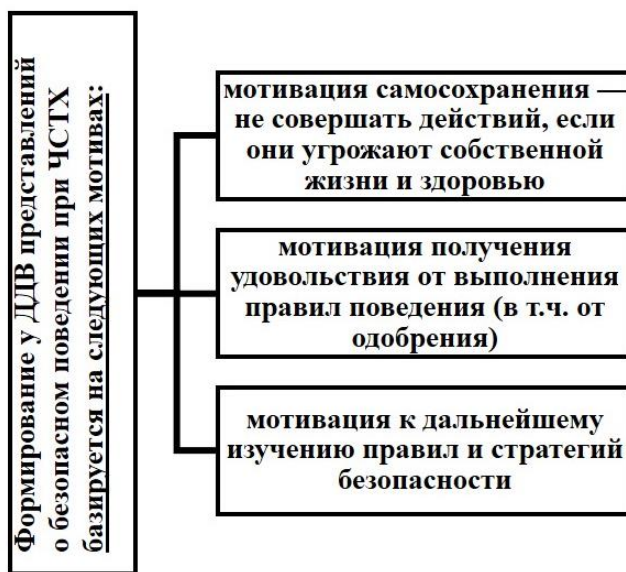 Формирование у ДДВ представлений
о безопасном поведении при ЧСТХ
базируется на следующих мотивах:
мотивация самосохранения —
не совершать действий, если
они угрожают собственной
жизни и здоровью
мотивация получения
удовольствия от выполнения
правил поведения (в т.ч. от
одобрения)
мотивация к дальнейшему
изучению правил и стратегий
безопасности